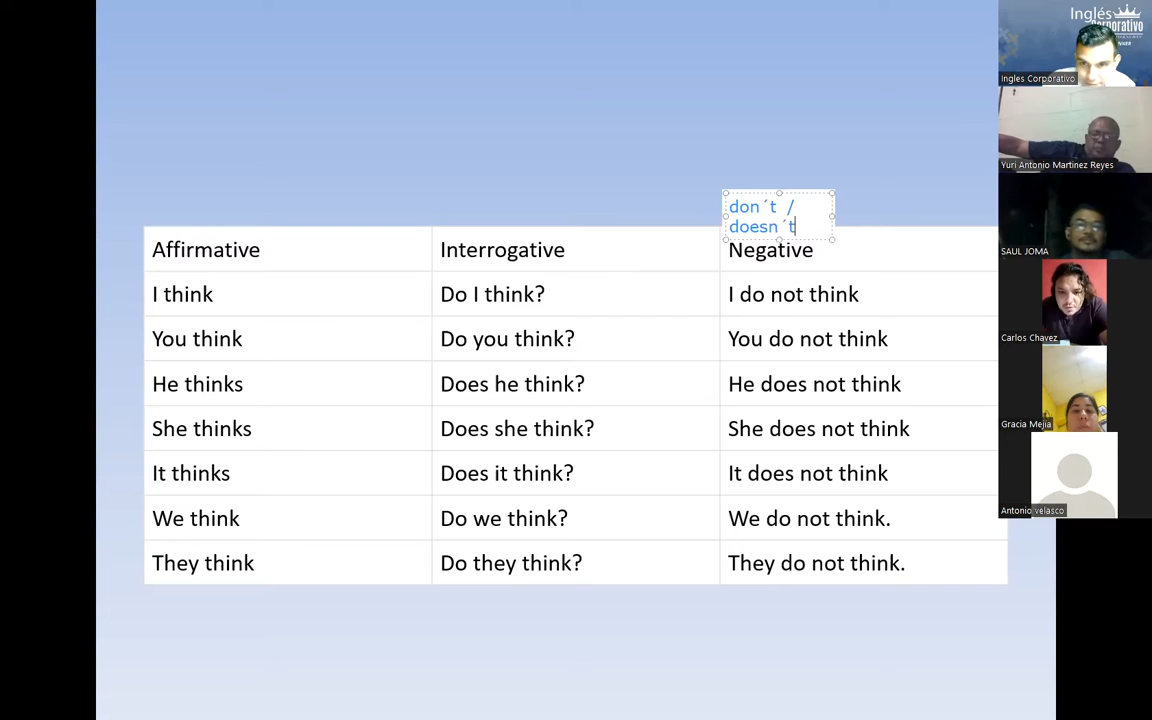 Inglés
Corporativo
Ingles Corporativo
Yuri Antonio Martinez Reyes
SAUL JOMA
Carlos Chavez
Gracia Mejia
Antonio velasco
don´t /
doesn´t
Affirmative Interrogative Negative
I think Do I think? I do not think
You think Do you think? You do not think
He thinks Does he think? He does not think
She thinks Does she think? She does not think
It thinks Does it think? It does not think
We think Do we think? We do not think.
They think Do they think? They do not think.